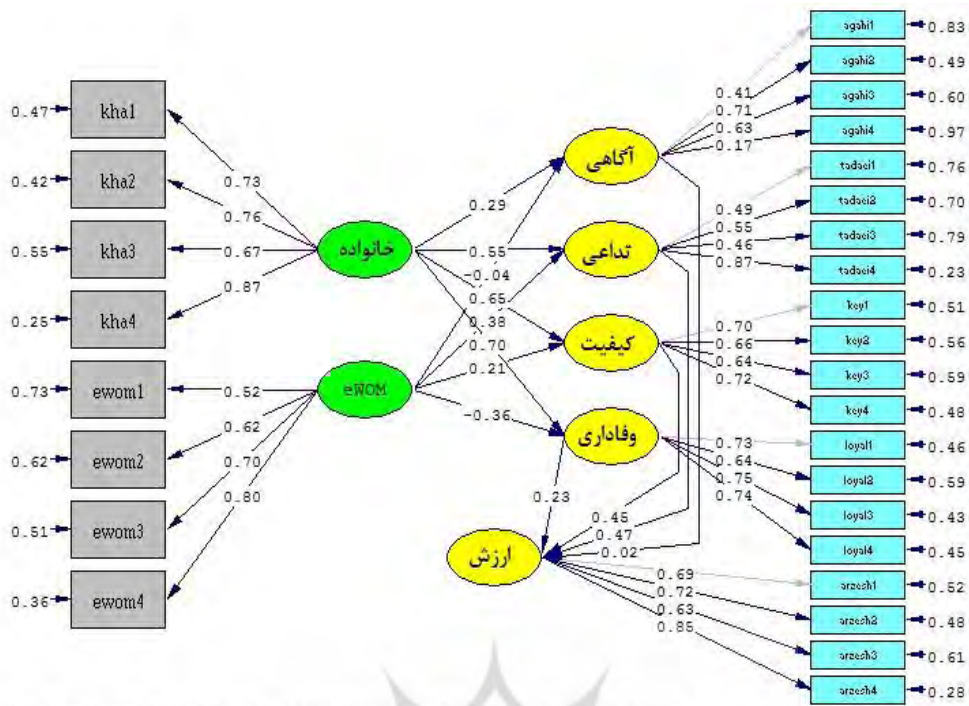 0.47 kha1
0.42 kha2
0.55 kha3
0.25 kha4
0.73 ewom1
0.62 ewom2
0.51 ewom3
0.36 ewom4
0.73
0.76
0.67
0.87
0.52
0.62
0.70
0.80
خانواده
eWOM
0.29
0.55
-0.04
0.65
0.38
0.70
0.21
-0.36
آگاهی
تداعی
کیفیت
وفاداری
ارزش
0.23
0.45
0.47
0.02
0.41
0.71
0.63
0.17
0.49
0.55
0.46
0.87
0.70
0.66
0.64
0.72
0.73
0.64
0.75
0.74
0.69
0.72
0.63
0.85
agahi1 0.83
agahi2 0.49
agahi3 0.60
agahi4 0.97
tadaei1 0.76
tadaei2 0.70
tadaei3 0.79
tadaei4 0.23
key1 0.51
key2 0.56
key3 0.59
key4 0.48
loyal1 0.46
loyal2 0.59
loyal3 0.43
loyal4 0.45
arzesh1 0.52
arzesh2 0.48
arzesh3 0.61
arzesh4 0.28